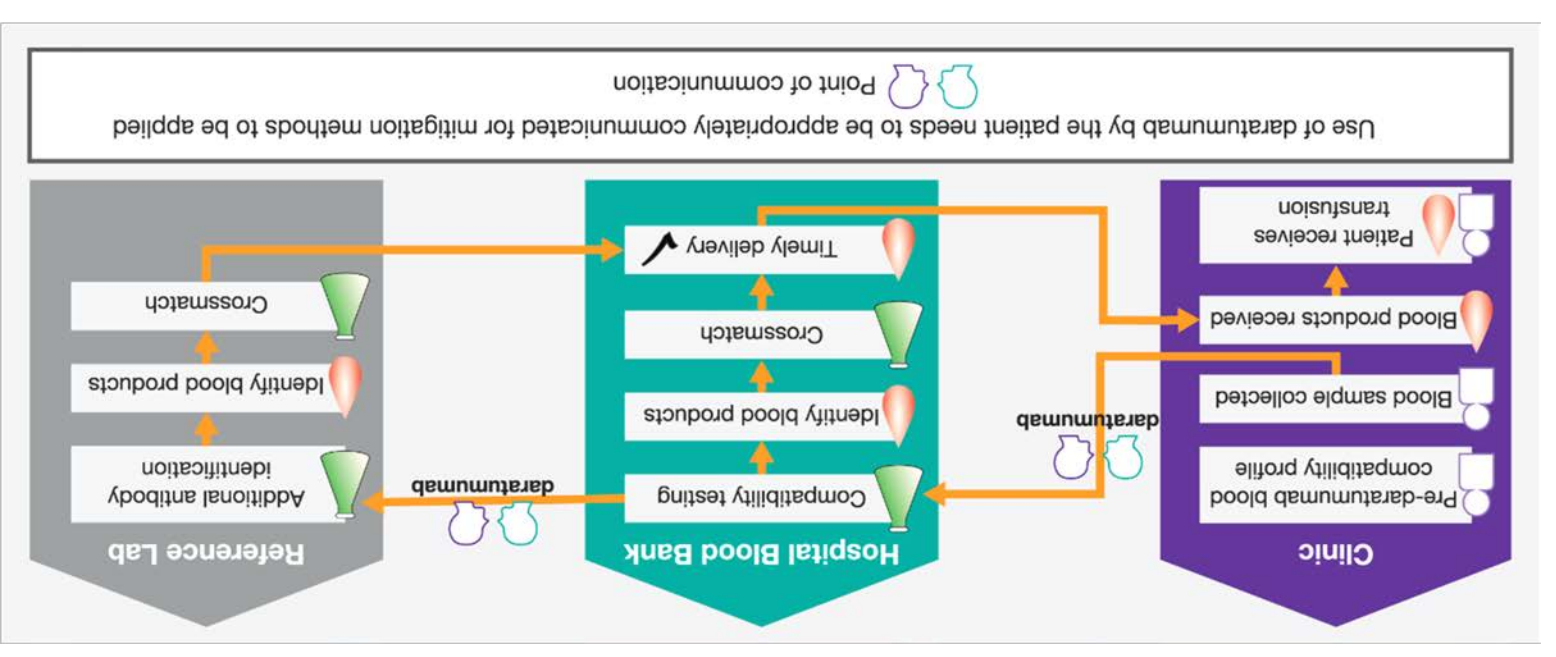 Clinic
Pre-daratumumab blood
compatibility profile
Blood sample collected
Blood products received
Patient receives
transfusion
daratumumab
Hospital Blood Bank
Compatibility testing
Identify blood products
Crossmatch
Timely delivery
daratumumab
Reference Lab
Additional antibody
identification
Identify blood products
Crossmatch
Use of daratumumab by the patient needs to be appropriately communicated for mitigation methods to be applied
Point of communication